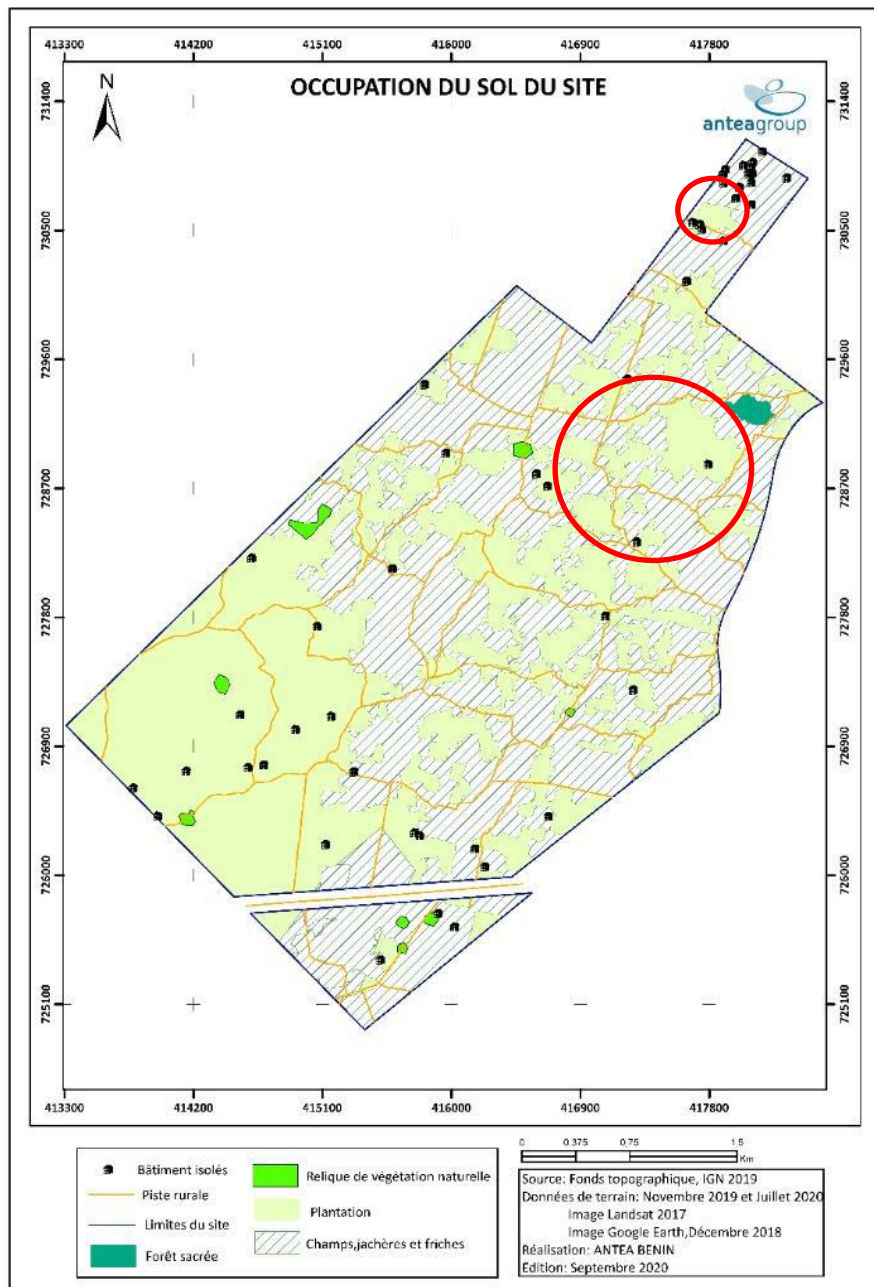 413300 414200 415100 416000 416900 417800
N
OCCUPATION DU SOL DU SITE
anteagroup
731400 731400
730500 730500
729600 729600
728700 728700
727800 727800
726900 726900
726000 726000
725100 725100
413300 414200 415100 416000 416900 417800
Bâtiment isolés
Piste rurale
Limites du site
Forêt sacrée
Relique de végétation naturelle
Plantation
Champs,jachères et friches
0 0.375 0.75 1.5
Km
Source: Fonds topographique, IGN 2019
Données de terrain: Novembre 2019 et Juillet 2020
Image Landsat 2017
Image Google Earth,Décembre 2018
Réalisation: ANTEA BENIN
Edition: Septembre 2020